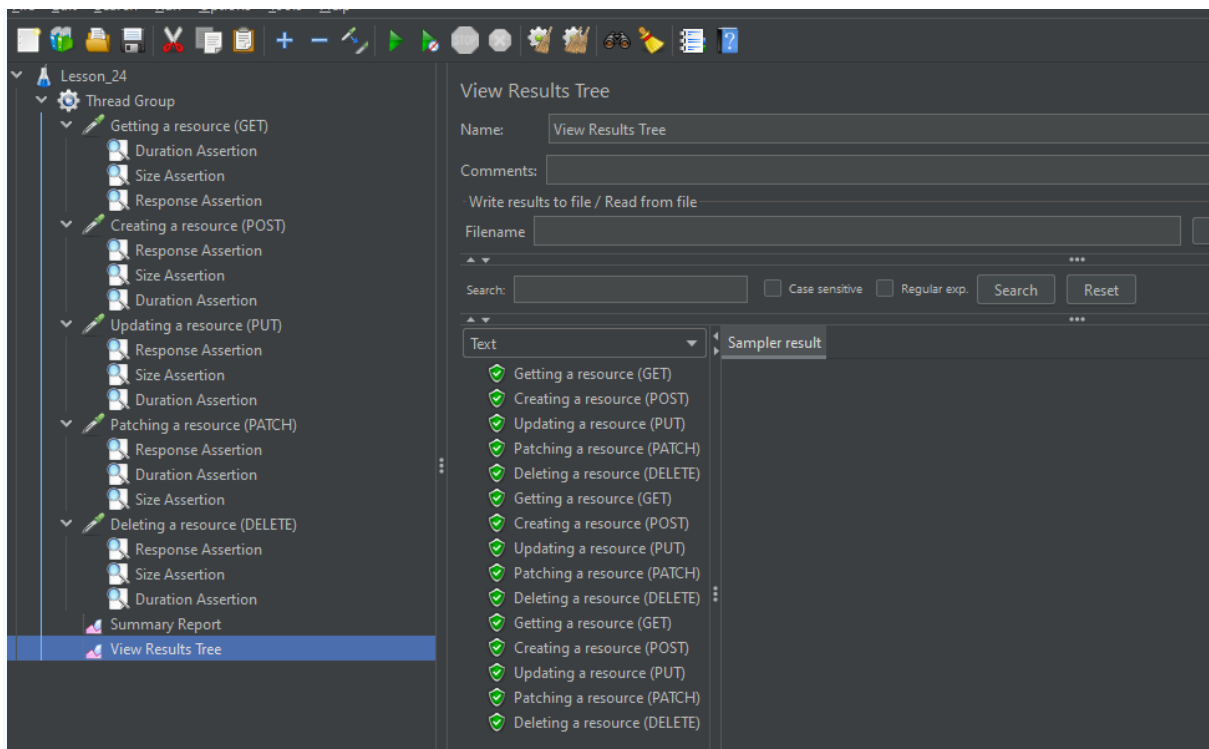 STOP
Lesson_24
Thread Group
Getting a resource (GET)
Duration Assertion
Size Assertion
Response Assertion
Creating a resource (POST)
Response Assertion
Size Assertion
Duration Assertion
Updating a resource (PUT)
Response Assertion
Size Assertion
Duration Assertion
Patching a resource (PATCH)
Response Assertion
Duration Assertion
Size Assertion
Deleting a resource (DELETE)
Response Assertion
Size Assertion
Duration Assertion
Summary Report
View Results Tree
View Results Tree
Name: View Results Tree
Comments:
Write results to file / Read from file
Filename
Search: Case sensitive Regular exp. Search Reset
Text
Sampler result
Getting a resource (GET)
Creating a resource (POST)
Updating a resource (PUT)
Patching a resource (PATCH)
Deleting a resource (DELETE)
Getting a resource (GET)
Creating a resource (POST)
Updating a resource (PUT)
Patching a resource (PATCH)
Deleting a resource (DELETE)
Getting a resource (GET)
Creating a resource (POST)
Updating a resource (PUT)
Patching a resource (PATCH)
Deleting a resource (DELETE)